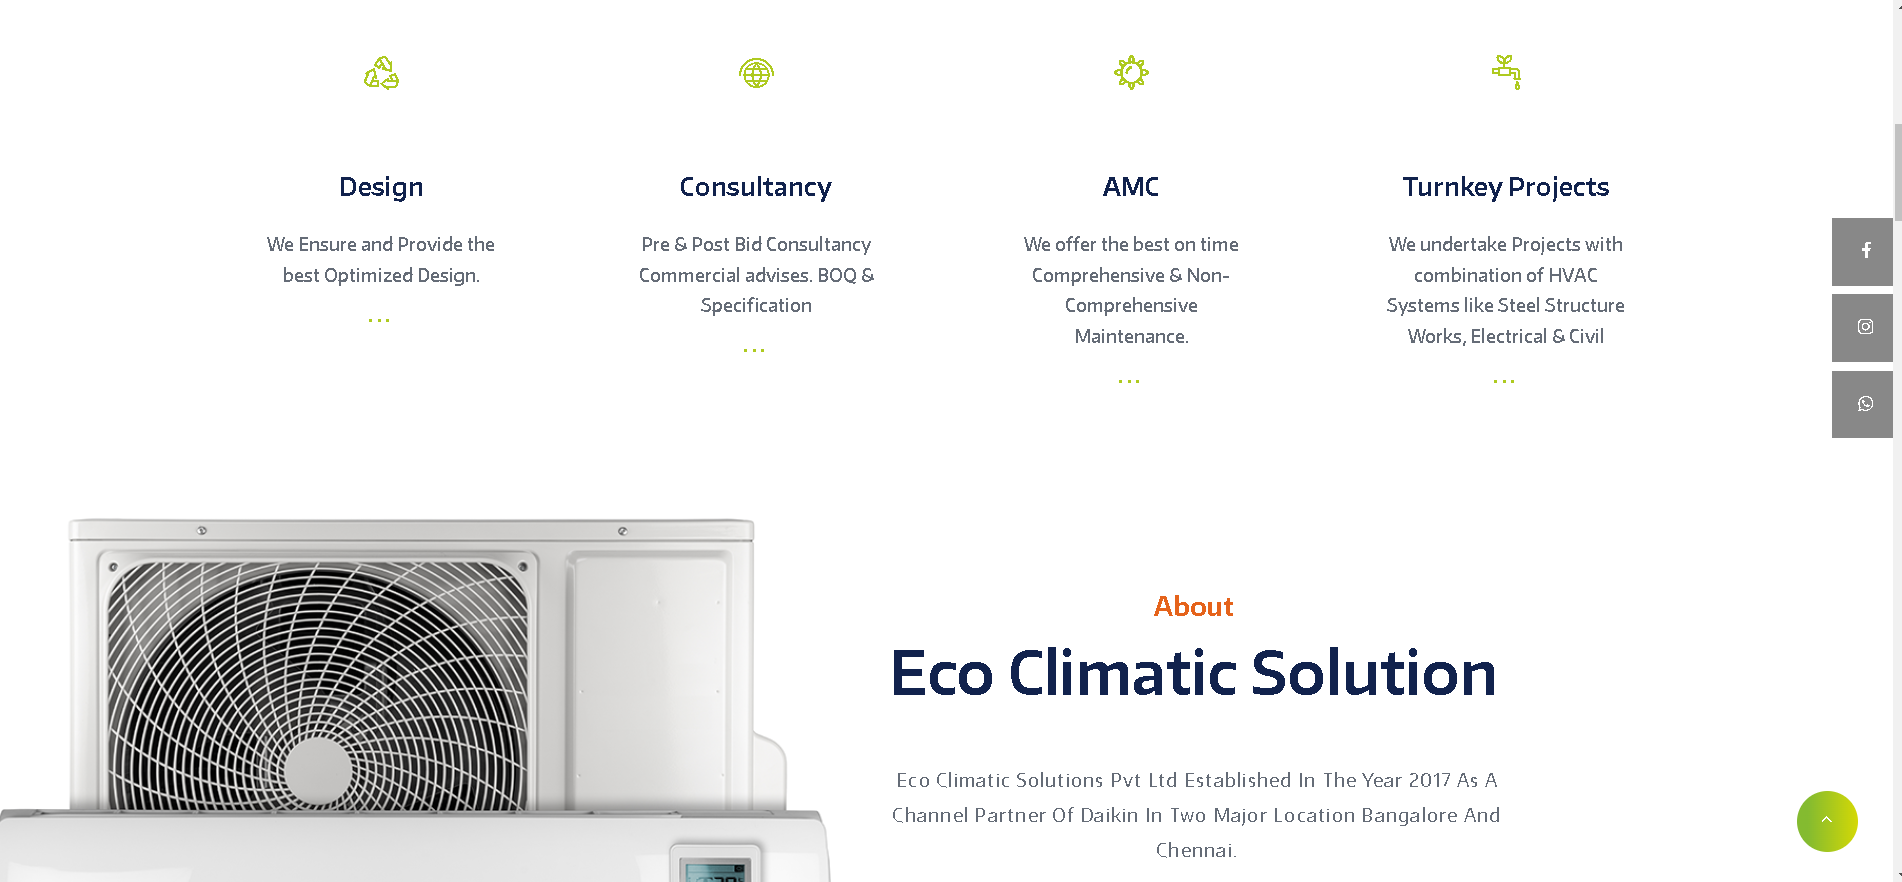 Design
We Ensure and Provide the
best Optimized Design.
...
Consultancy
Pre & Post Bid Consultancy
Commercial advises. BOQ &
Specification
...
AMC
We offer the best on time
Comprehensive & Non-
Comprehensive
Maintenance.
...
Turnkey Projects
We undertake Projects with
combination of HVAC
Systems like Steel Structure
Works, Electrical & Civil
...
About
Eco Climatic Solution
Eco Climatic Solutions Pvt Ltd Established In The Year 2017 As A
Channel Partner Of Daikin In Two Major Location Bangalore And
Chennai.